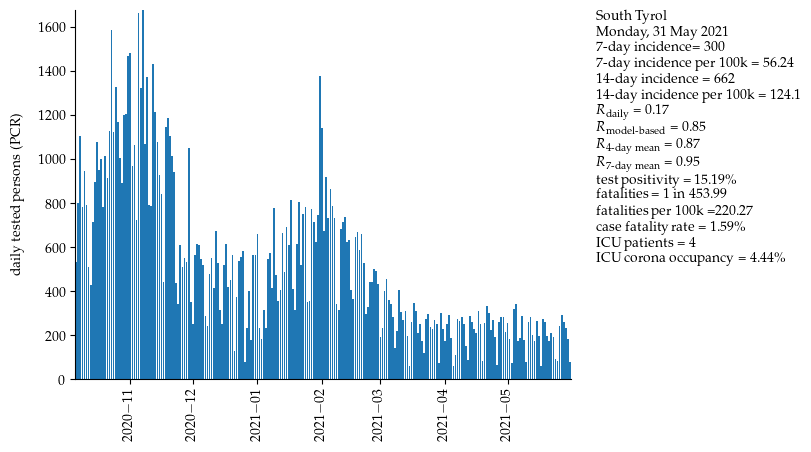 South Tyrol
Monday, 31 May 2021
7-day incidence= 300
7-day incidence per 100k = 56.24
14-day incidence = 662
14-day incidence per 100k = 124.1
R_daily = 0.17
R_model-based = 0.85
R_4-day mean = 0.87
R_7-day mean = 0.95
test positivity = 15.19%
fatalities = 1 in 453.99
fatalities per 100k =220.27
case fatality rate = 1.59%
ICU patients = 4
ICU corona occupancy = 4.44%
daily tested persons (PCR)
1600
1400
1200
1000
800
600
400
200
0
2020−11
2020−12
2021−01
2021−02
2021−03
2021−04
2021−05